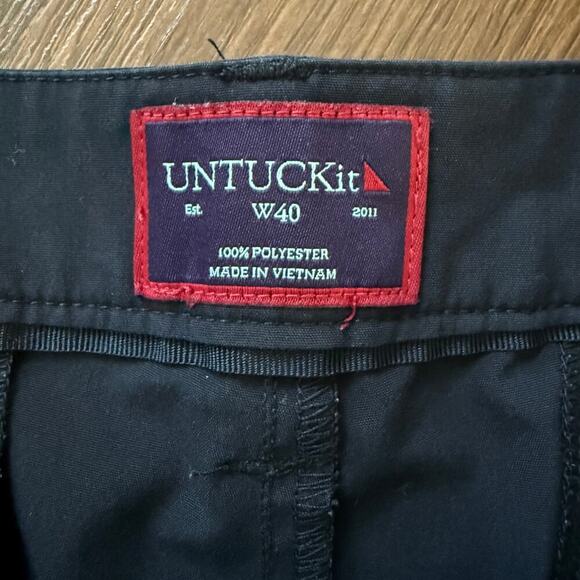 UNTUCKit
Est. W40 2011
100% POLYESTER
MADE IN VIETNAM